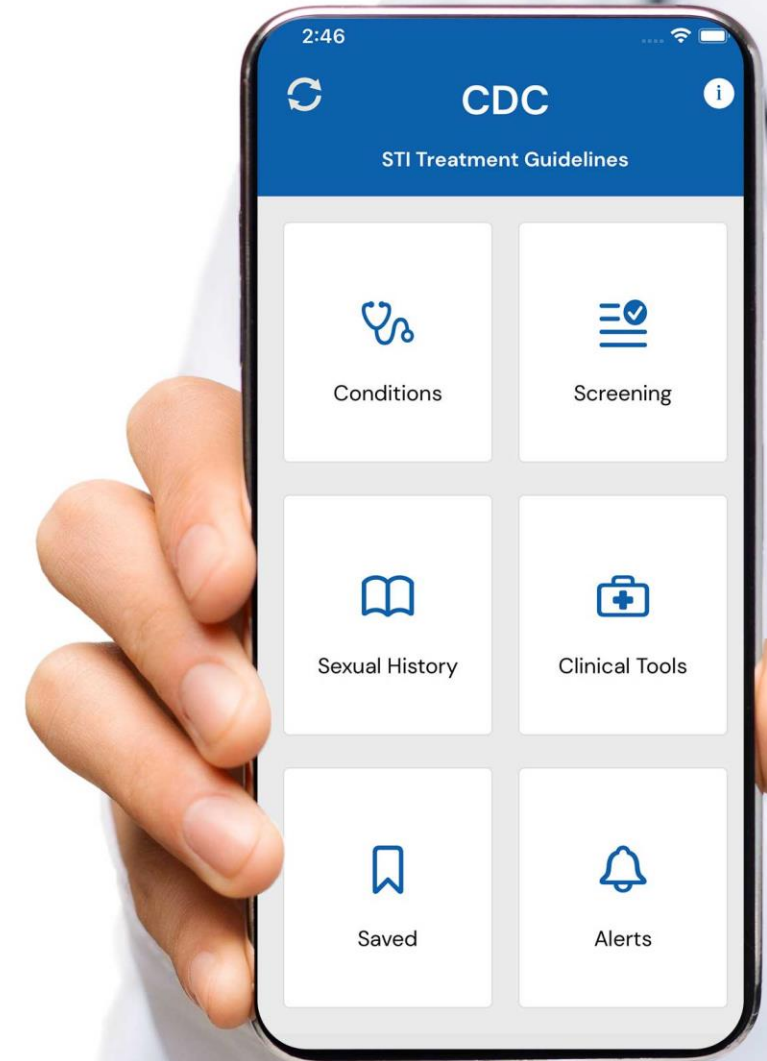 2:46
CDC
STI Treatment Guidelines
Conditions
Screening
Sexual History
Clinical Tools
Saved
Alerts